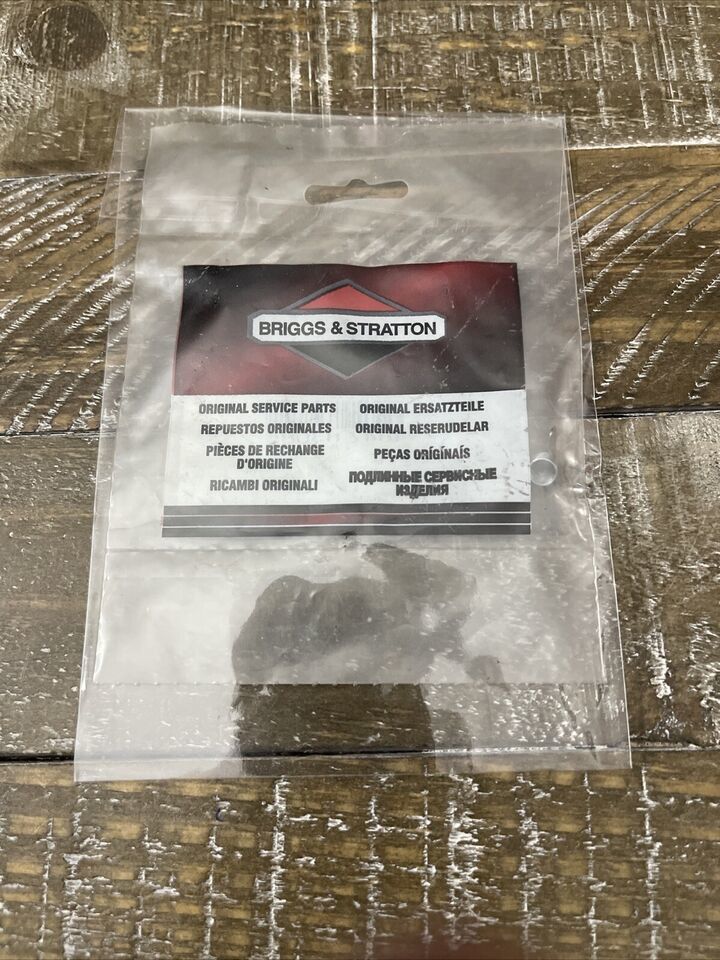 BRIGGS & STRATTON
ORIGINAL SERVICE PARTS
REPUESTOS ORIGINALES
PIÈCES DE RECHANGE
D'ORIGINE
RICAMBI ORIGINALI
ORIGINAL ERSATZTEILE
ORIGINAL RESERUDELAR
PEÇAS ORÍGÍNAÍS
ПОДЛИННЫЕ СЕРВИСНЫЕ
ИЗДЕЛИЯ